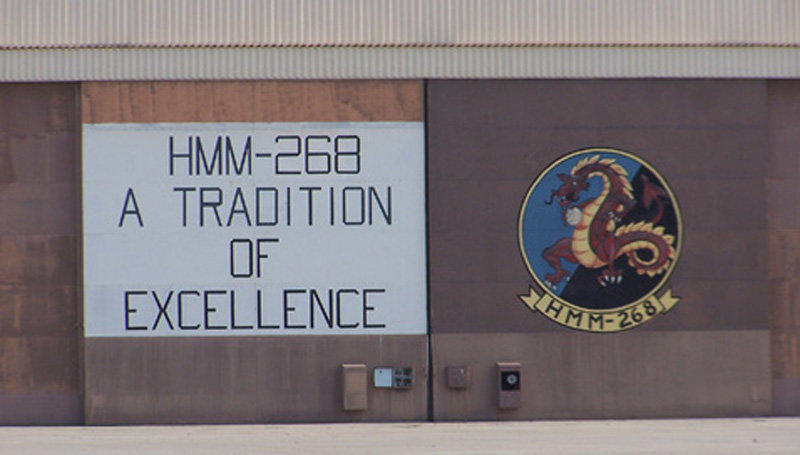 HMM-268
A TRADITION
OF
EXCELLENCE
HMM-268